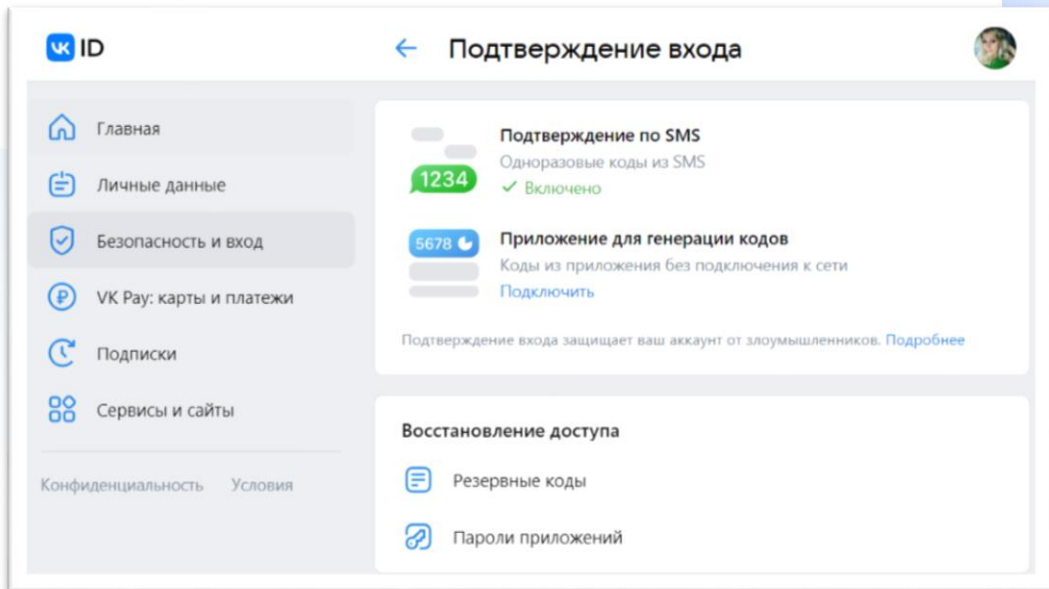 VK ID
Подтверждение входа
Главная
Личные данные
Безопасность и вход
VK Pay: карты и платежи
Подписки
Сервисы и сайты
Конфиденциальность Условия
1234
Подтверждение по SMS
Одноразовые коды из SMS
Включено
5678
Приложение для генерации кодов
Коды из приложения без подключения к сети
Подключить
Подтверждение входа защищает ваш аккаунт от злоумышленников. Подробнее
Восстановление доступа
Резервные коды
Пароли приложений